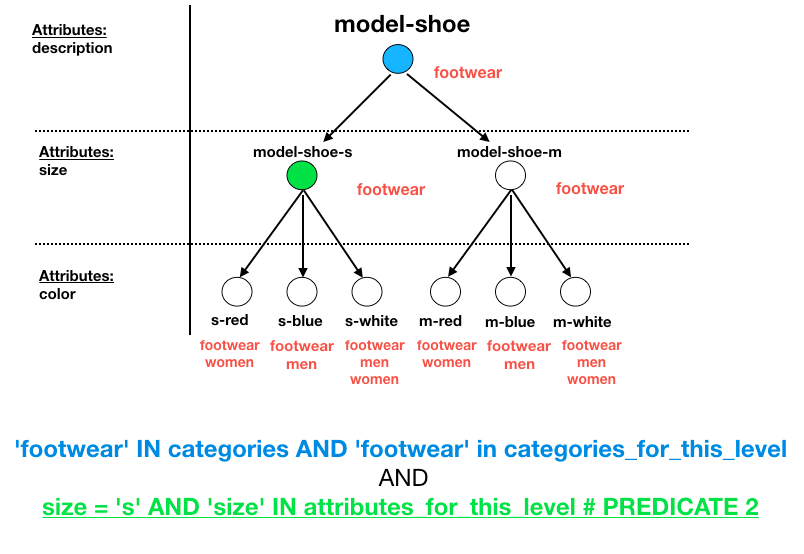 model-shoe
Attributes:
description
footwear
Attributes:
size
model-shoe-s
model-shoe-m
footwear
footwear
Attributes:
color
s-red
s-blue
s-white
m-red
m-blue
m-white
footwear
women
footwear
men
footwear
men
women
footwear
women
footwear
men
footwear
men
women
'footwear' IN categories AND 'footwear' in categories_for_this_level
AND
size = 's' AND 'size' IN attributes_for_this_level # PREDICATE 2